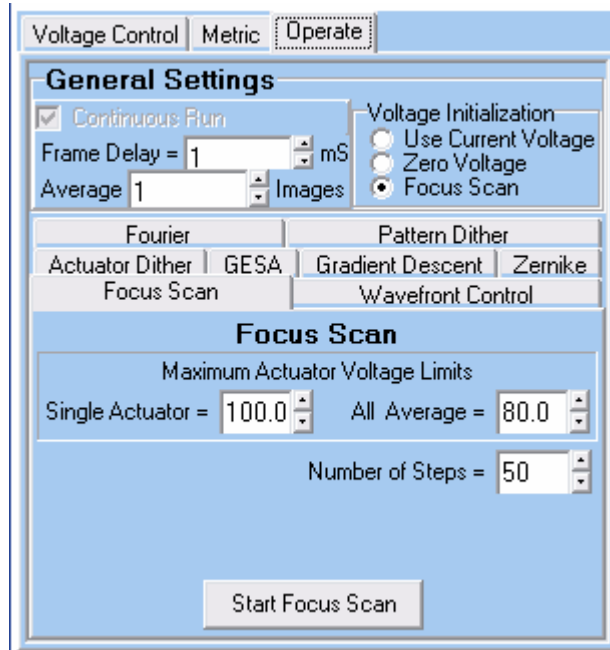 Voltage Control Metric Operate
General Settings
Continuous Run
Voltage Initialization
Use Current Voltage
Frame Delay = 1 mS
Zero Voltage
Average 1 Images
Focus Scan
Fourier Pattern Dither
Actuator Dither GESA Gradient Descent Zernike
Focus Scan Wavefront Control
Focus Scan
Maximum Actuator Voltage Limits
Single Actuator = 100.0 All Average = 80.0
Number of Steps = 50
Start Focus Scan